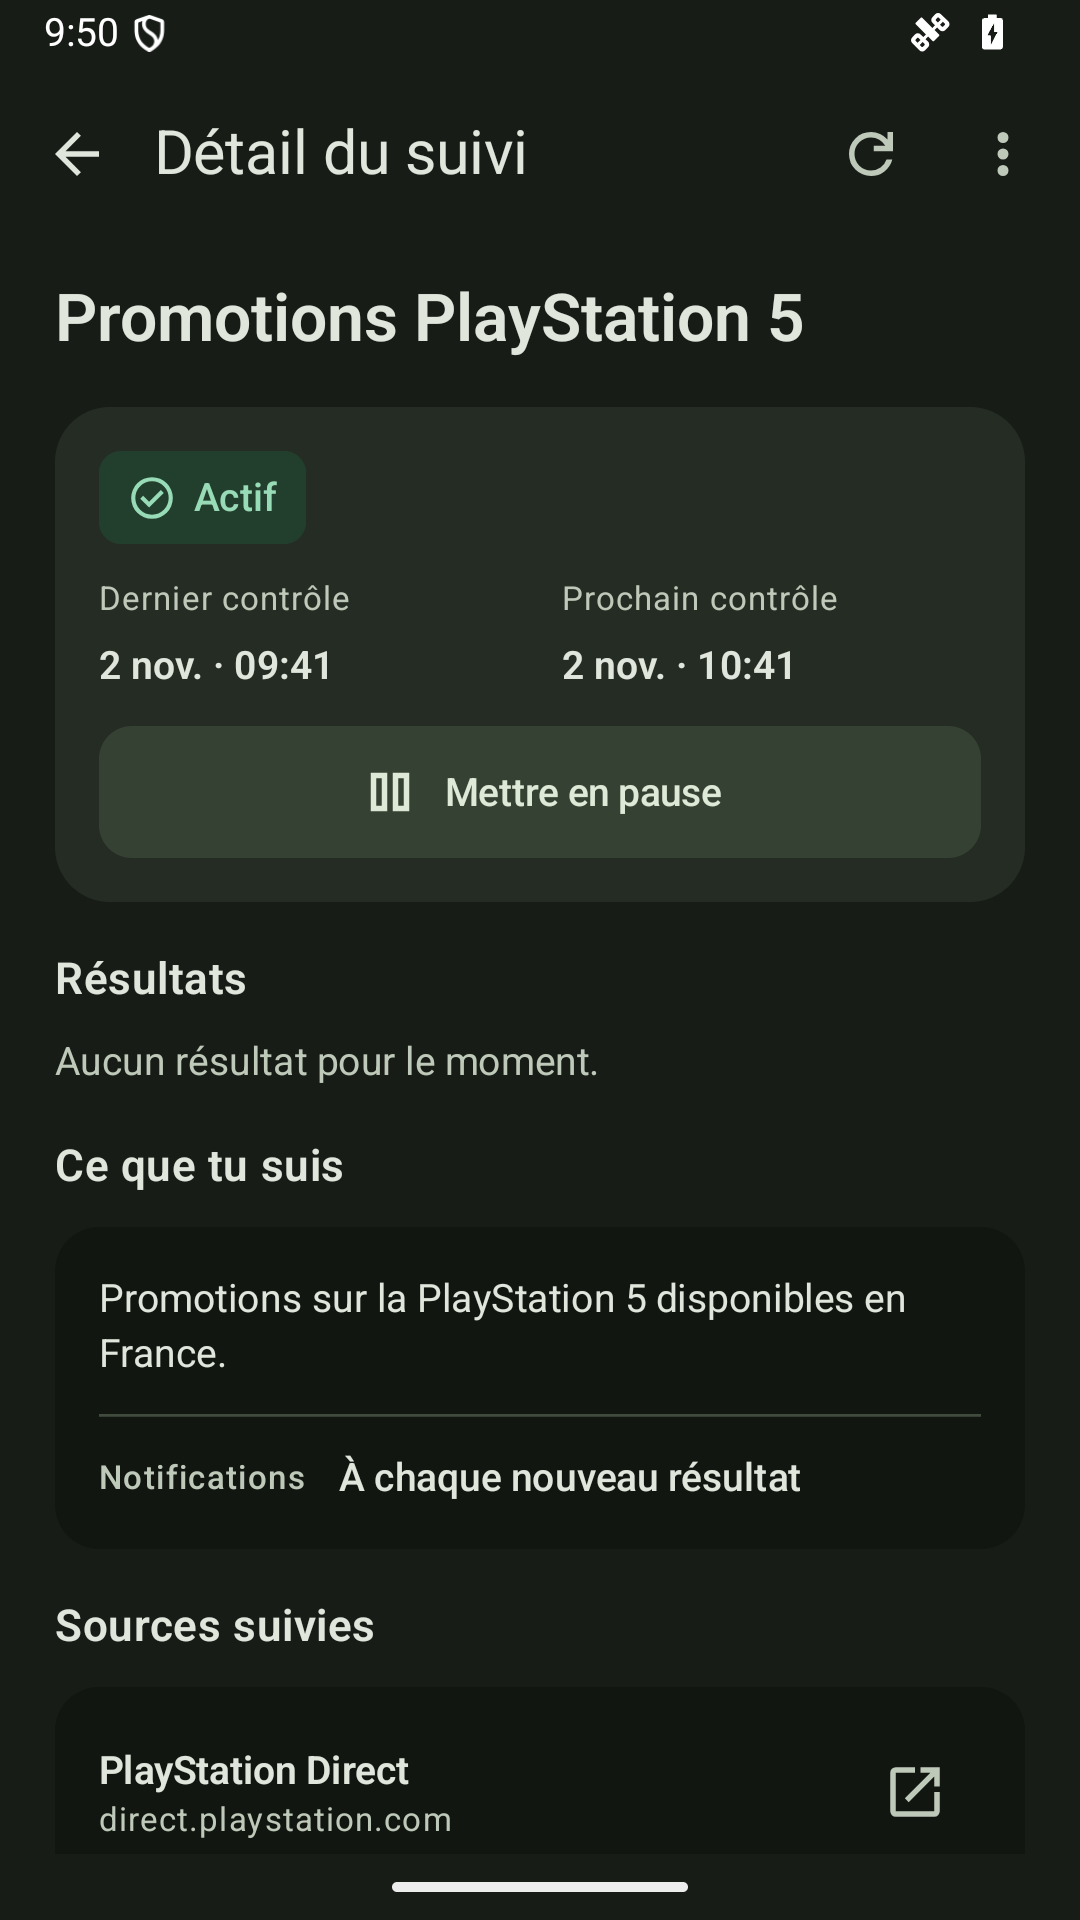 9:50
Détail du suivi
Promotions PlayStation 5
Actif
Dernier contrôle
Prochain contrôle
2 nov. · 09:41
2 nov. · 10:41
Mettre en pause
Résultats
Aucun résultat pour le moment.
Ce que tu suis
Promotions sur la PlayStation 5 disponibles en
France.
Notifications À chaque nouveau résultat
Sources suivies
PlayStation Direct
direct.playstation.com